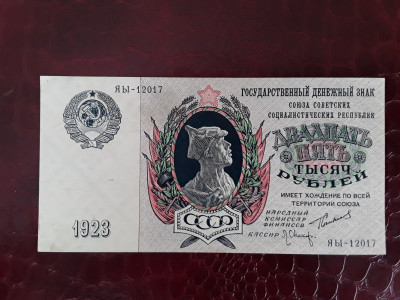 ЯЫ-12017
ГОСУДАРСТВЕННЫЙ ДЕНЕЖНЫЙ ЗНАК
СОЮЗА СОВЕТСКИХ
СОЦИАЛИСТИЧЕСКИХ РЕСПУБЛИК
ДВАДЦАТЬ
ПЯТЬ
ТЫСЯЧ
РУБЛЕЙ
ИМЕЕТ ХОЖДЕНИЕ ПО ВСЕЙ
ТЕРРИТОРИИ СОЮЗА
НАРОДНЫЙ
КОМИССАР
ФИНАНСОВ
КАССИР
1923
СССР
ЯЫ-12017